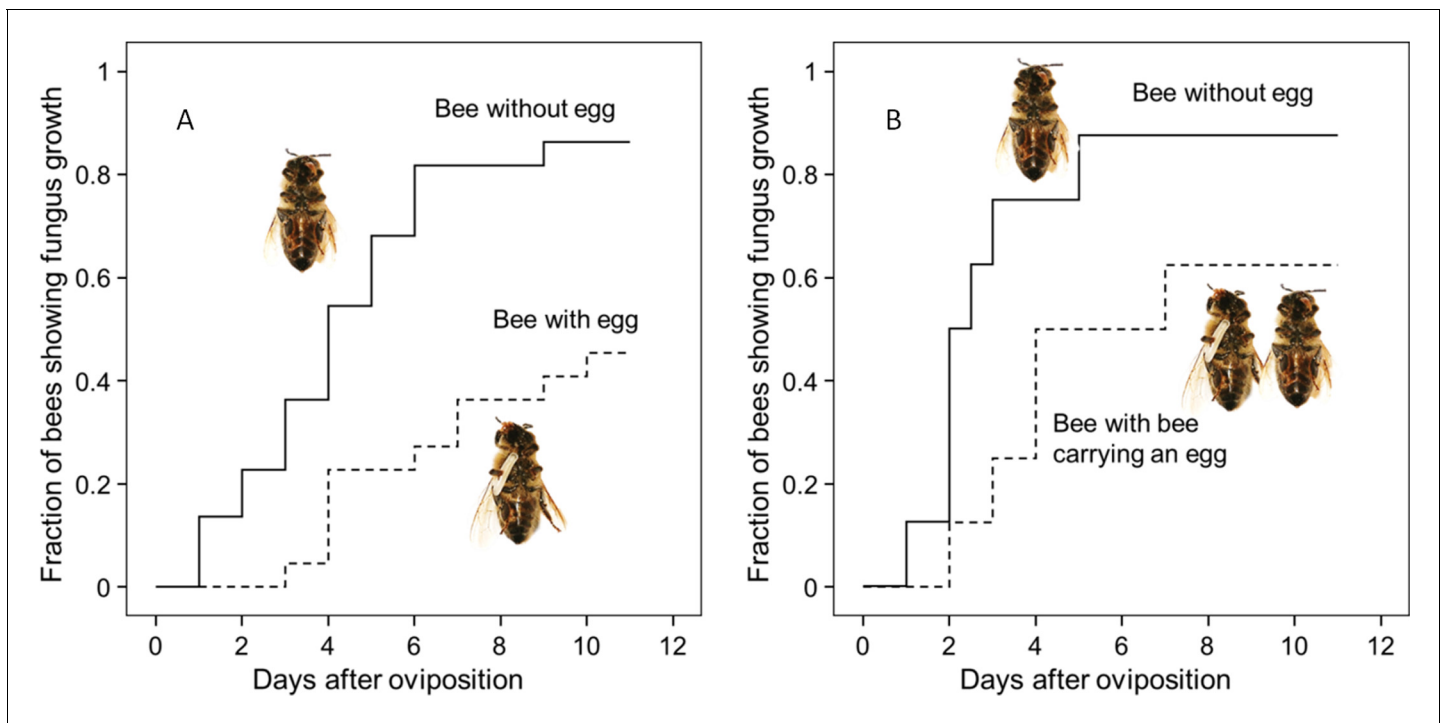 A
Bee without egg
Bee with egg
Fraction of bees showing fungus growth
1
0.8
0.6
0.4
0.2
0
0 2 4 6 8 10 12
Days after oviposition
B
Bee without egg
Bee with bee
carrying an egg
Fraction of bees showing fungus growth
1
0.8
0.6
0.4
0.2
0
0 2 4 6 8 10 12
Days after oviposition